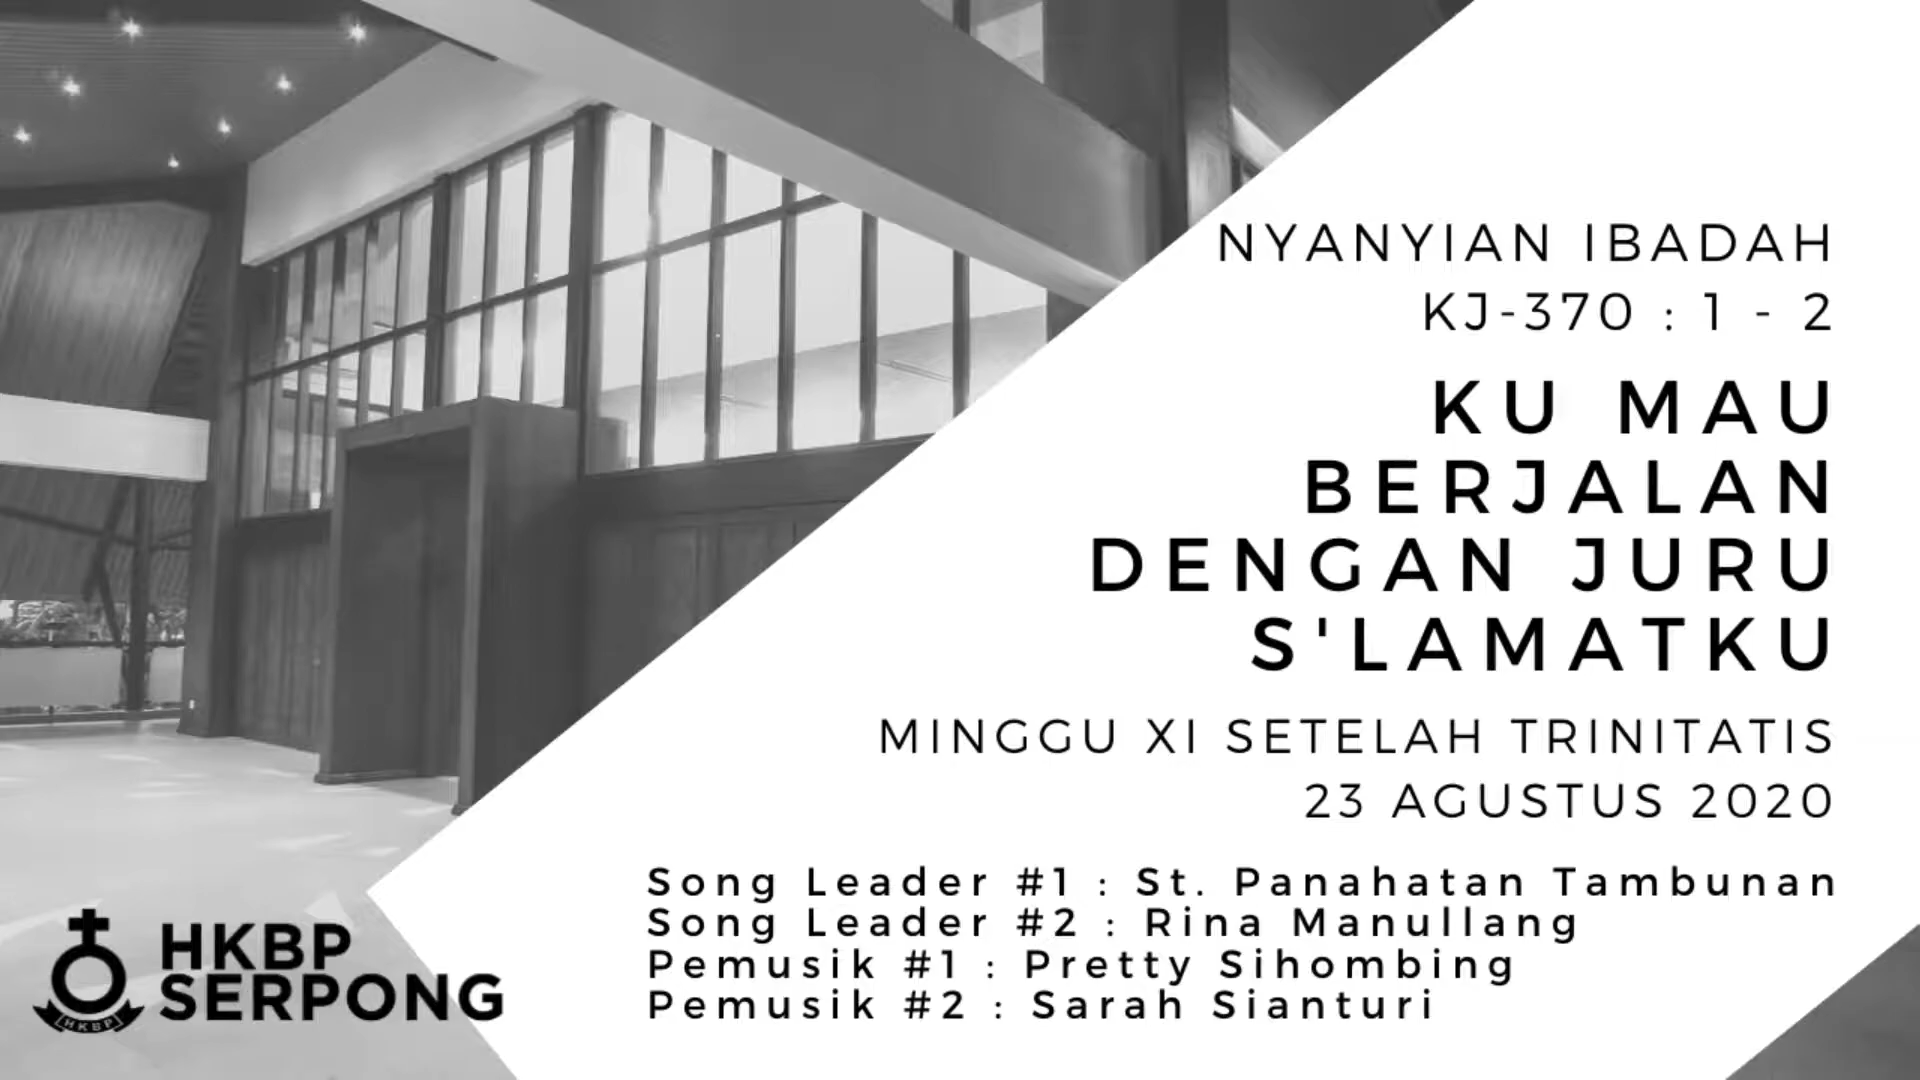 NYANYIAN IBADAH
KJ-370 : 1 - 2
KU MAU
BERJALAN
DENGAN JURU
S'LAMATKU
MINGGU XI SETELAH TRINITATIS
23 AGUSTUS 2020
Song Leader #1 : St. Panahatan Tambunan
Song Leader #2 : Rina Manullang
Pemusik #1 : Pretty Sihombing
Pemusik #2 : Sarah Sianturi
HKBP
HKBP
SERPONG